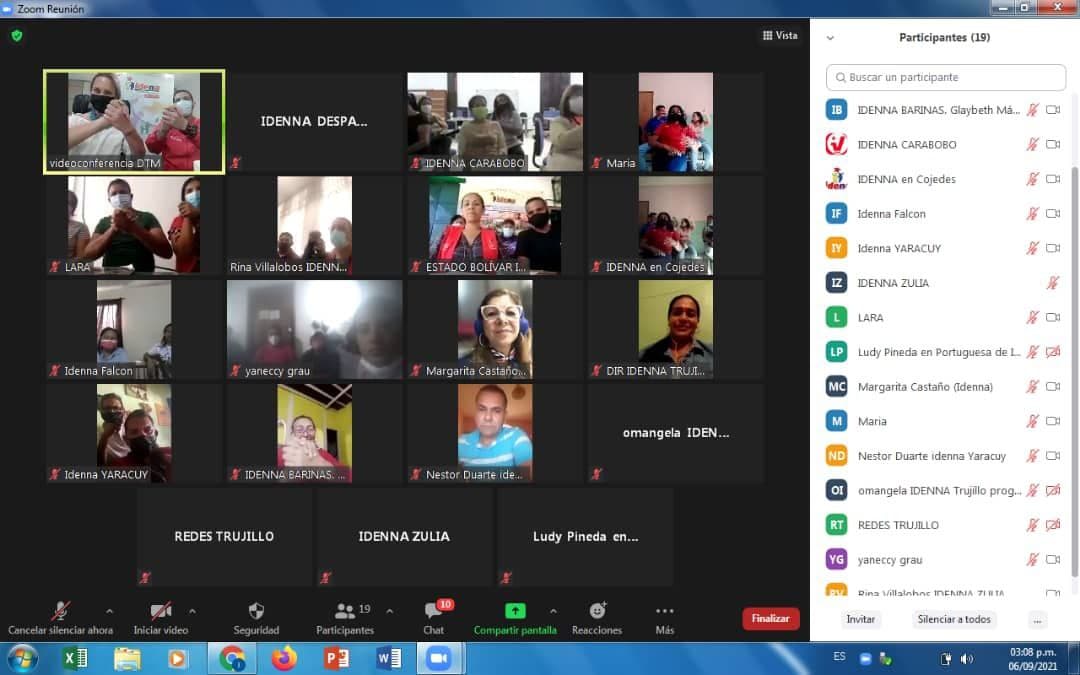 Zoom Reunión
Vista
idena
videoconferencia DTM
IDENNA DESPA...
IDENNA CARABOBO
Maria
LARA
Rina Villalobos IDENN...
ESTADO BOLÍVAR I...
IDENNA en Cojedes
Idenna Falcon
yaneccy grau
Margarita Castaño...
DIR IDENNA TRUJI...
Idenna YARACUY
IDENNA BARINAS. ...
Nestor Duarte ide...
omangela IDEN...
REDES TRUJILLO
IDENNA ZULIA
Ludy Pineda en...
Cancelar silenciar ahora
Iniciar video
Seguridad
19
Participantes
10
Chat
Compartir pantalla
Reacciones
Más
Finalizar
Participantes (19)
Buscar un participante
IB IDENNA BARINAS. Glaybeth Má...
IDENNA CARABOBO
IDENNA en Cojedes
IF Idenna Falcon
IY Idenna YARACUY
IZ IDENNA ZULIA
L LARA
LP Ludy Pineda en Portuguesa de I...
MC Margarita Castaño (Idenna)
M Maria
ND Nestor Duarte idenna Yaracuy
OI omangela IDENNA Trujillo prog...
RT REDES TRUJILLO
YG yaneccy grau
RV Rina Villalobos IDENNA ZULIA
Invitar
Silenciar a todos
...
ES
03:08 p.m.
06/09/2021